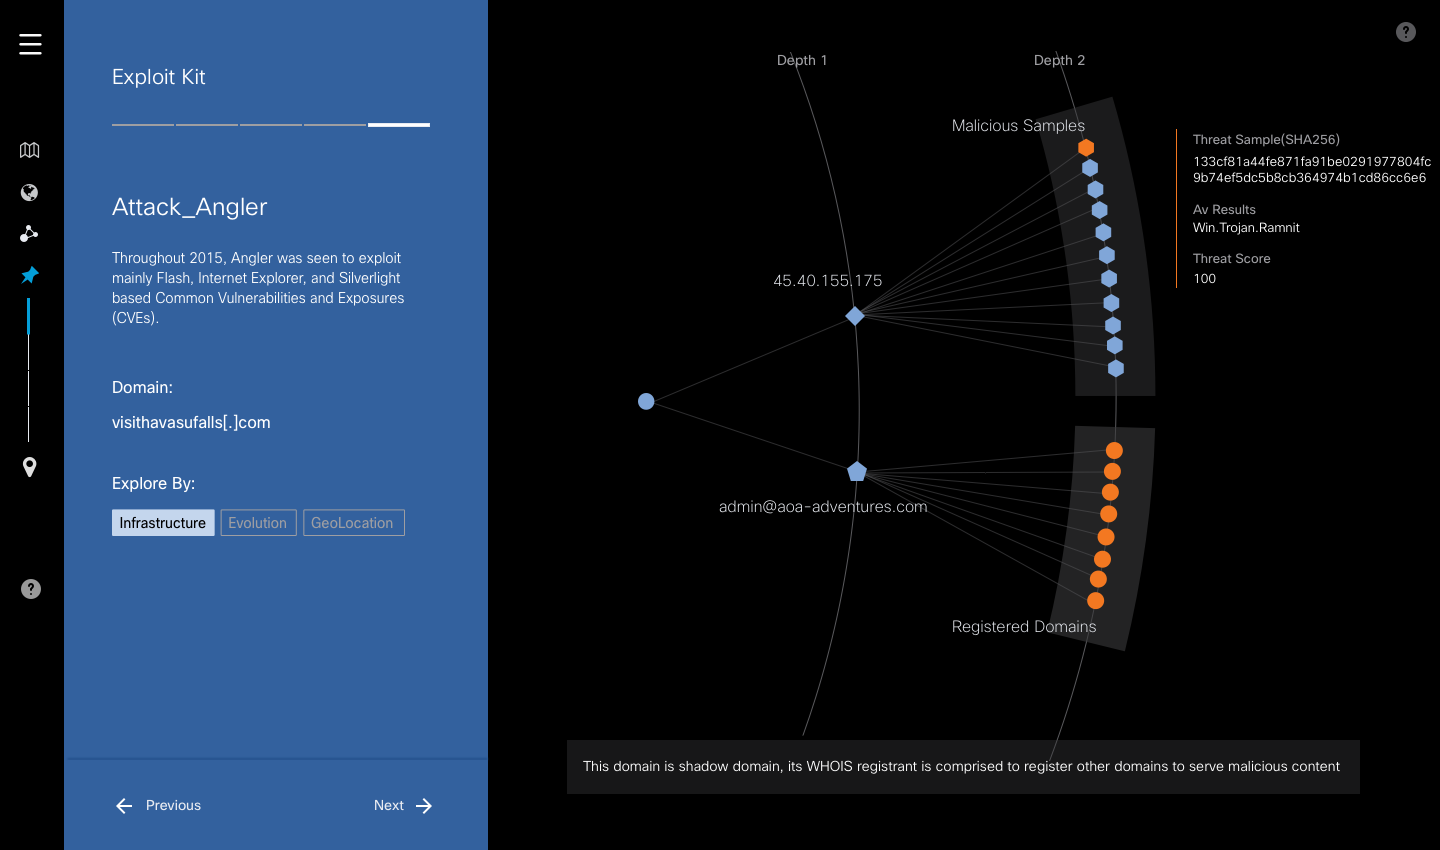 Exploit Kit
Attack_Angler
Throughout 2015, Angler was seen to exploit
mainly Flash, Internet Explorer, and Silverlight
based Common Vulnerabilities and Exposures
(CVEs).
Domain:
visithavasufalls[.]com
Explore By:
Infrastructure Evolution GeoLocation
Previous Next
Depth 1 Depth 2
Malicious Samples
45.40.155.175
admin@aoa-adventures.com
Registered Domains
Threat Sample(SHA256)
133cf81a44fe871fa91be0291977804fc
9b74ef5dc5b8cb364974b1cd86cc6e6
Av Results
Win.Trojan.Ramnit
Threat Score
100
This domain is shadow domain, its WHOIS registrant is comprised to register other domains to serve malicious content